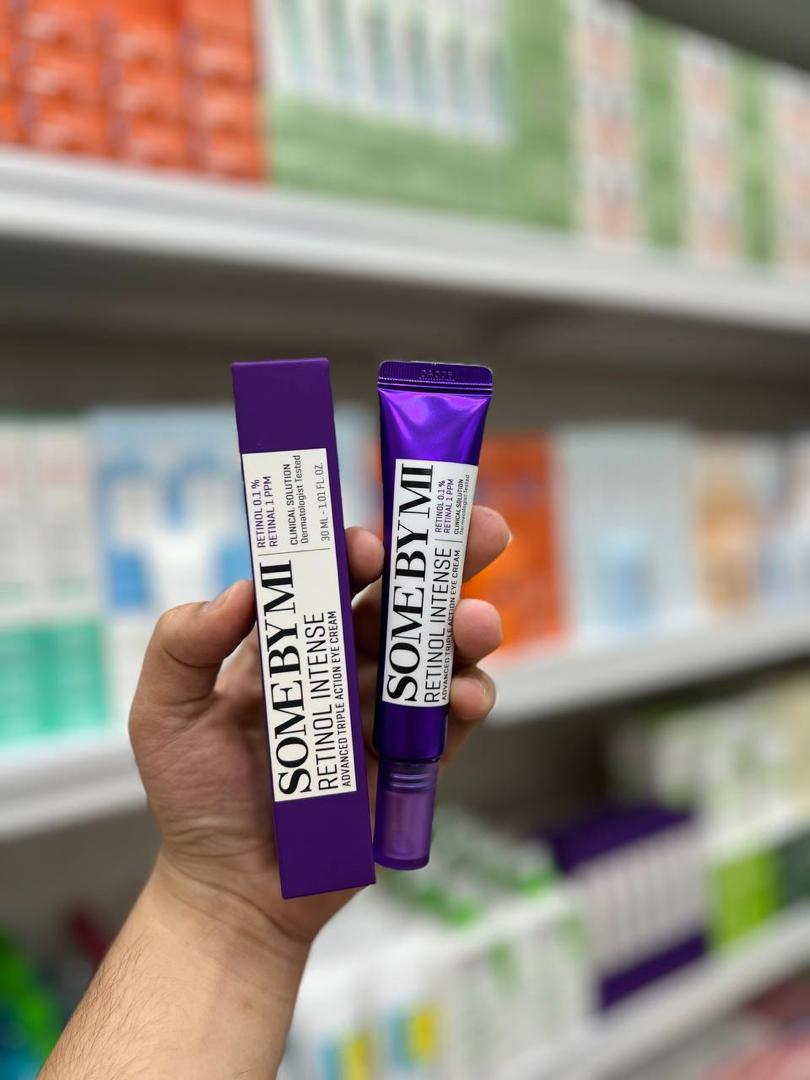 RETINOL 0.1 %
RETINAL 1 PPM
CLINICAL SOLUTION
Dermatologist Tested
30 ML - 1.01 FL. OZ.
SOME BY MI
RETINOL INTENSE
ADVANCED TRIPLE ACTION EYE CREAM
SOME BY MI
RETINOL INTENSE
ADVANCED TRIPLE ACTION EYE CREAM
RETINOL 0.1 %
RETINAL 1 PPM
CLINICAL SOLUTION
Dermatologist Tested